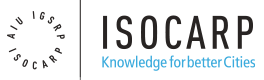 AIU IGSRP ISOCARP
ISOCARP
Knowledge for better Cities